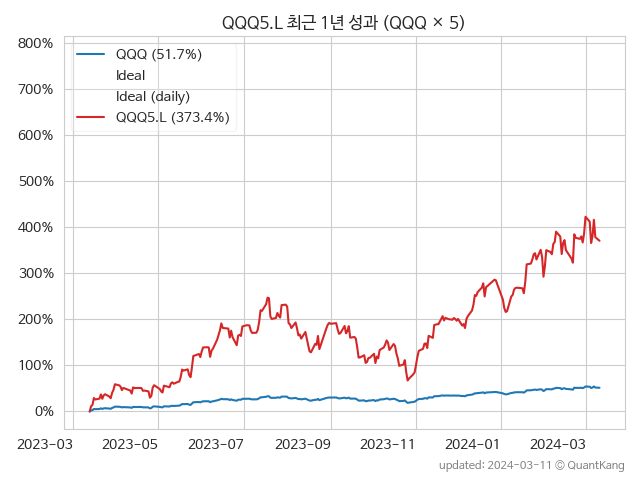 QQQ5.L 최근 1년 성과 (QQQ × 5)
800%
700%
600%
500%
400%
300%
200%
100%
0%
QQQ (51.7%)
Ideal
Ideal (daily)
QQQ5.L (373.4%)
2023-03 2023-05 2023-07 2023-09 2023-11 2024-01 2024-03
updated: 2024-03-11 © QuantKang